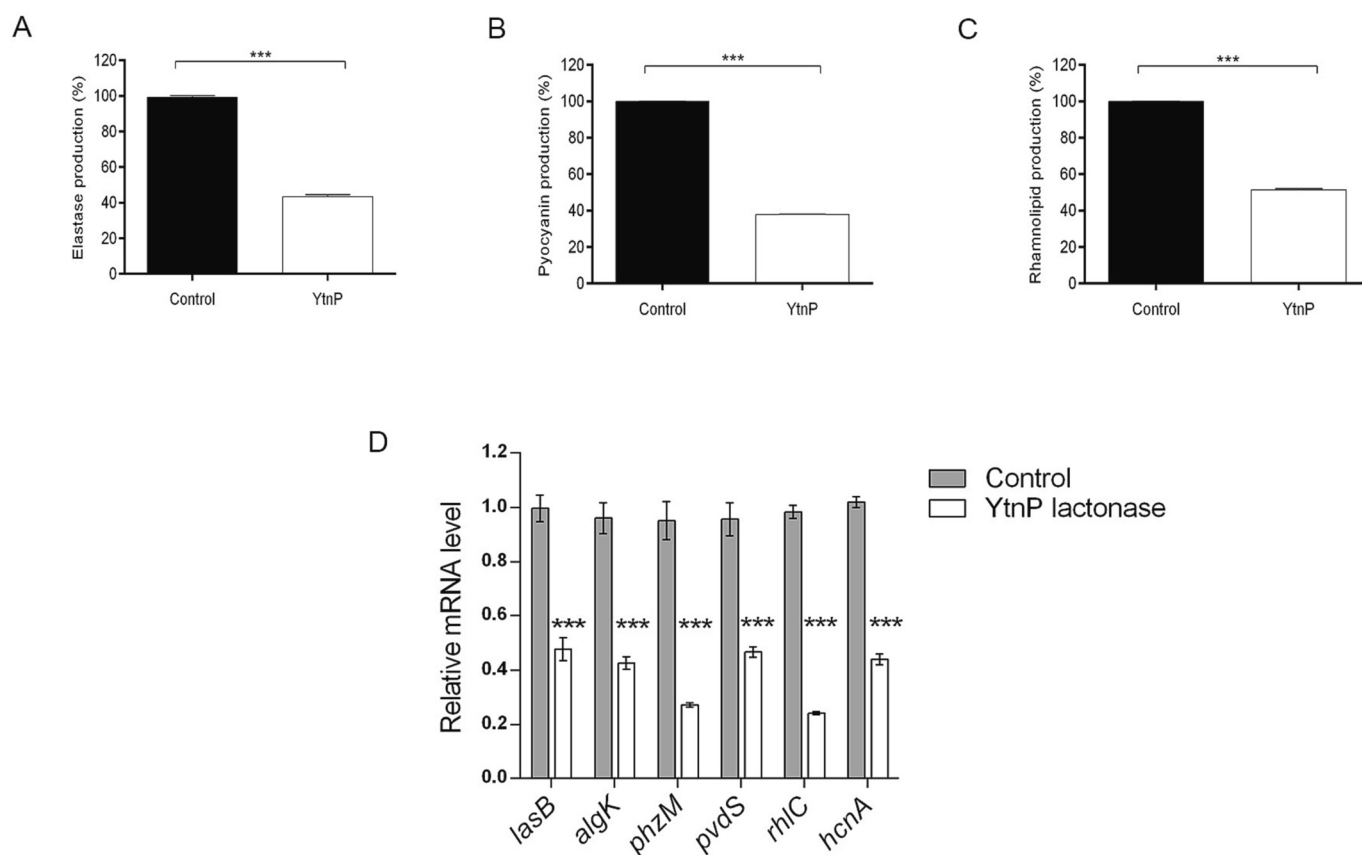 A
Elastase production (%)
120
100
80
60
40
20
0
***
Control
YtnP
B
Pyocyanin production (%)
120
100
80
60
40
20
0
***
Control
YtnP
C
Rhamnolipid production (%)
120
100
80
60
40
20
0
***
Control
YtnP
D
Relative mRNA level
1.2
1.0
0.8
0.6
0.4
0.2
0.0
*** *** *** *** *** ***
lasB
algK
phzM
pvdS
rhlC
hcnA
Control
YtnP lactonase